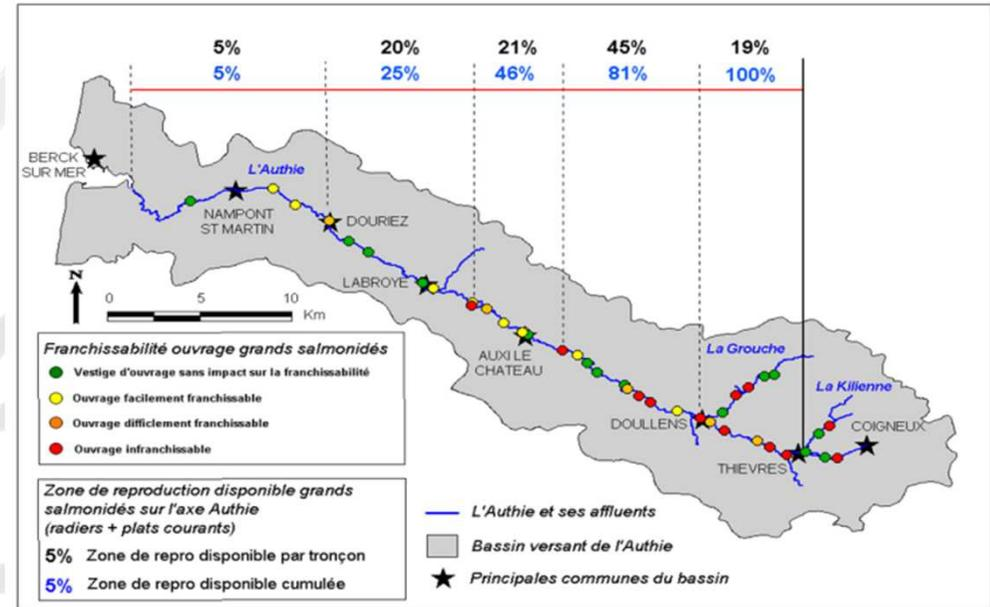 5% 20% 21% 45% 19%
5% 25% 46% 81% 100%
BERCK
SUR MER
L'Authie
NAMPONT
ST MARTIN
DOURIEZ
LABROYE
N
0 5 10
Km
AUXI LE
CHATEAU
La Grouche
La Kilienne
DOULLENS
COIGNEUX
THIEVRES
Franchissabilité ouvrage grands salmonidés
Vestige d'ouvrage sans impact sur la franchissabilité
Ouvrage facilement franchissable
Ouvrage difficlement franchissable
Ouvrage infranchissable
Zone de reproduction disponible grands
salmonidés sur l'axe Authie
(radiers + plats courants)
5% Zone de repro disponible par tronçon
5% Zone de repro disponible cumulée
L'Authie et ses affluents
Bassin versant de l'Authie
Principales communes du bassin